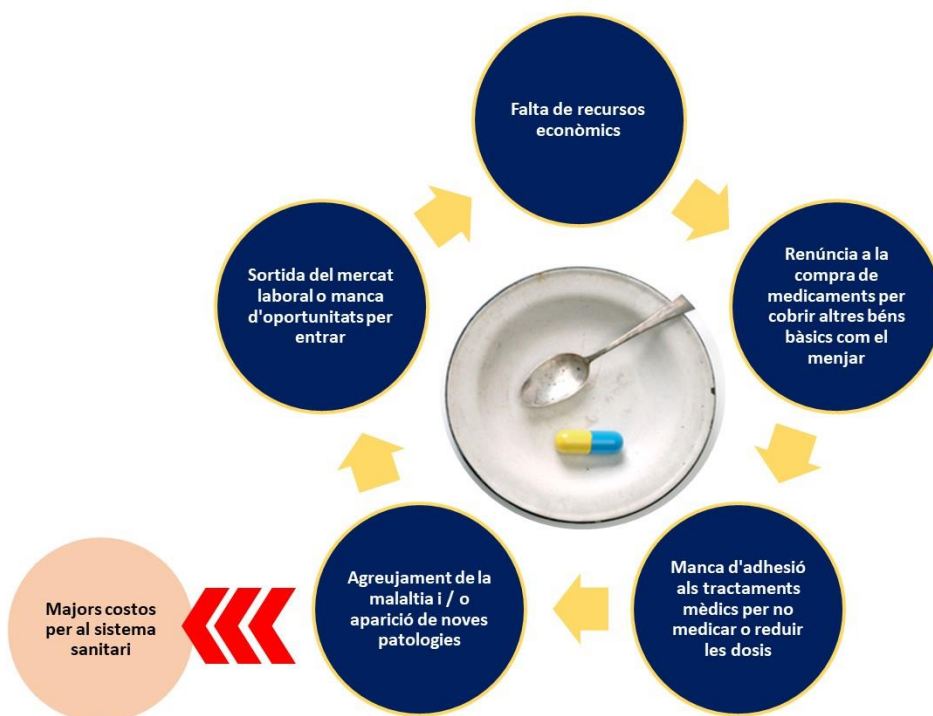 Falta de recursos
econòmics
Renúncia a la
compra de
medicaments per
cobrir altres béns
bàsics com el
menjar
Manca d'adhesió
als tractaments
mèdics per no
medicar o reduir
les dosis
Agreujament de la
malaltia i / o
aparició de noves
patologies
Majors costos
per al sistema
sanitari
Sortida del mercat
laboral o manca
d'oportunitats per
entrar